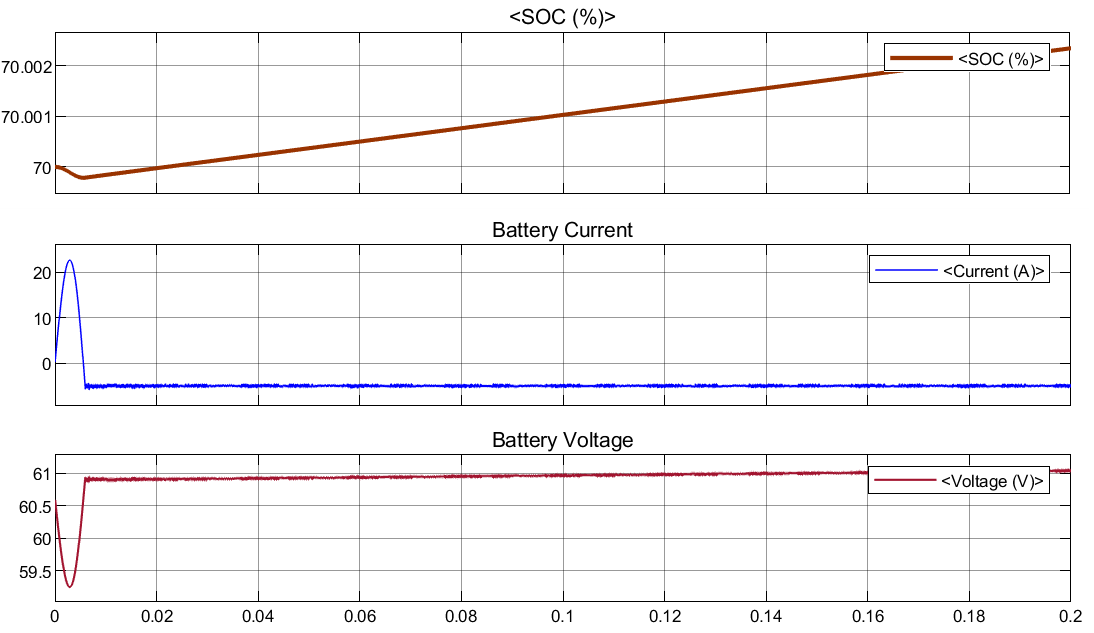 <SOC (%)>
70.002
70.001
70
<SOC (%)>
Battery Current
20
10
0
<Current (A)>
Battery Voltage
61
60.5
60
59.5
<Voltage (V)>
0 0.02 0.04 0.06 0.08 0.1 0.12 0.14 0.16 0.18 0.2